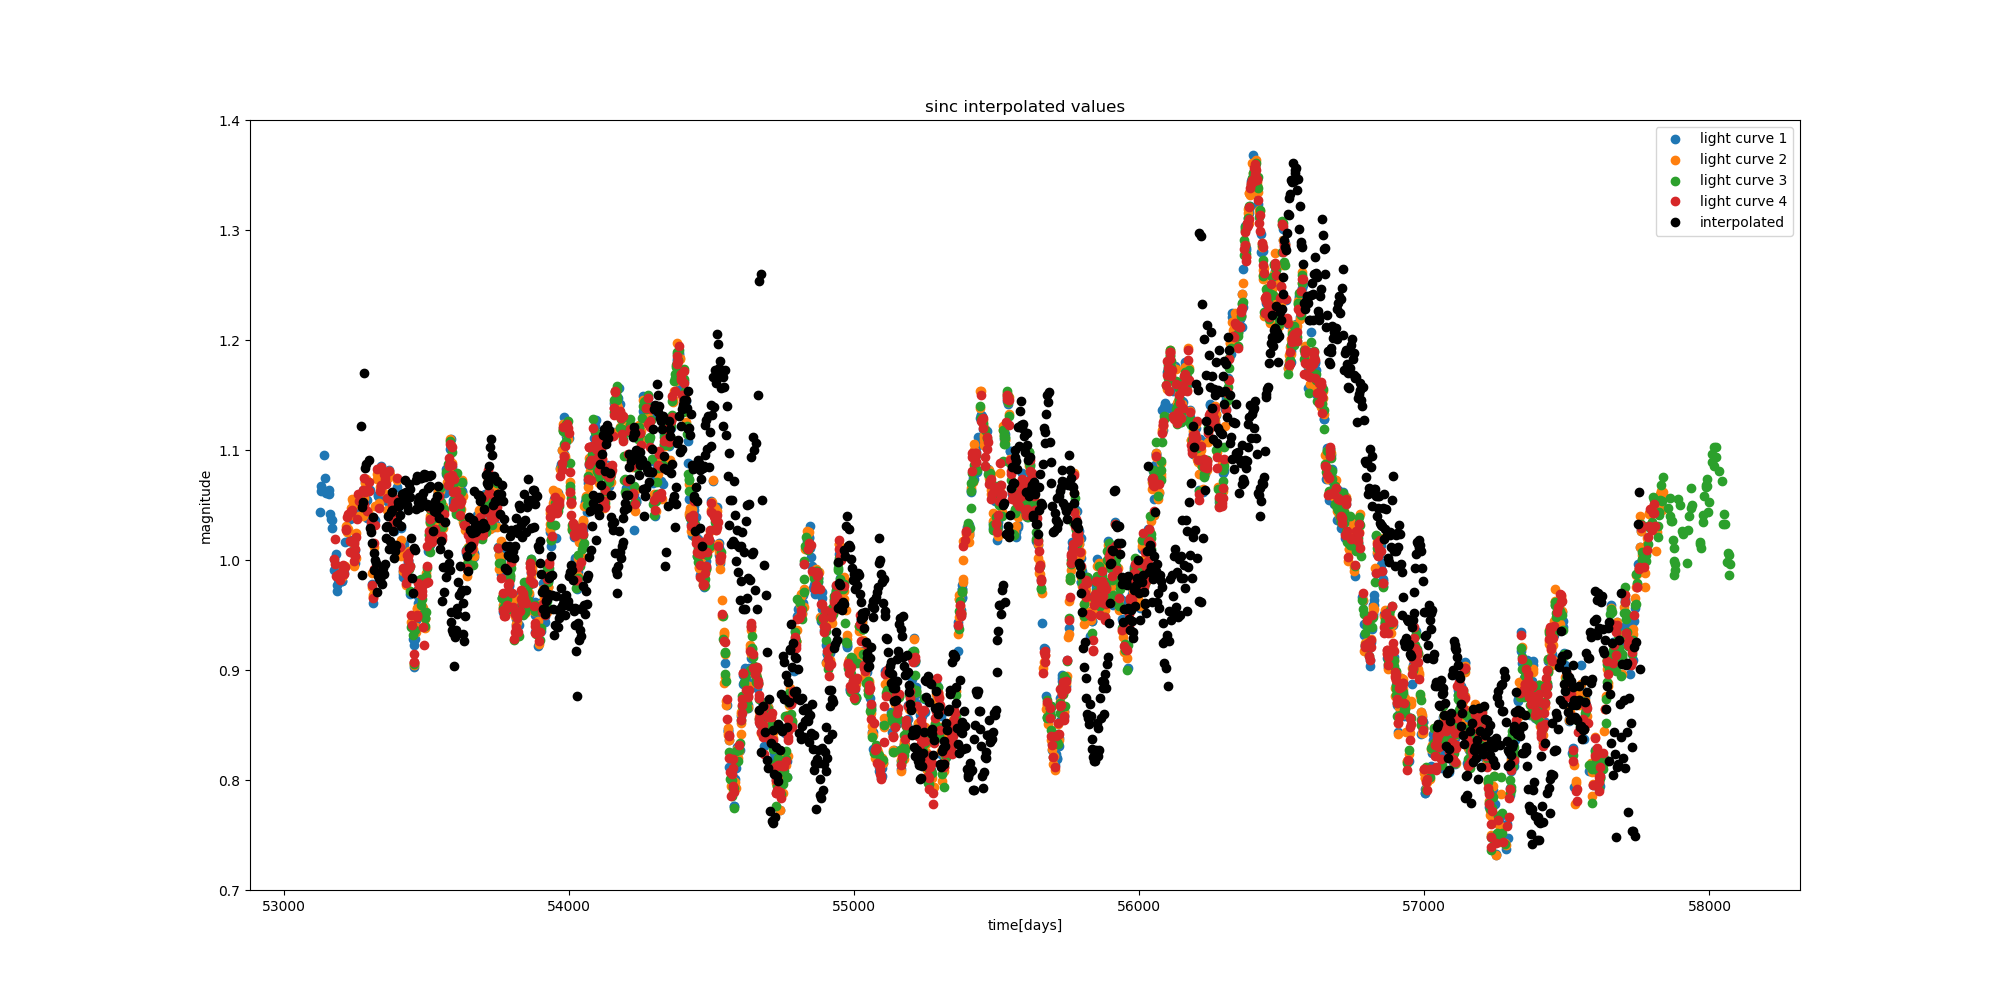 sinc interpolated values
1.4
1.3
1.2
1.1
1.0
0.9
0.8
0.7
magnitude
light curve 1
light curve 2
light curve 3
light curve 4
interpolated
53000 54000 55000 56000 57000 58000
time[days]